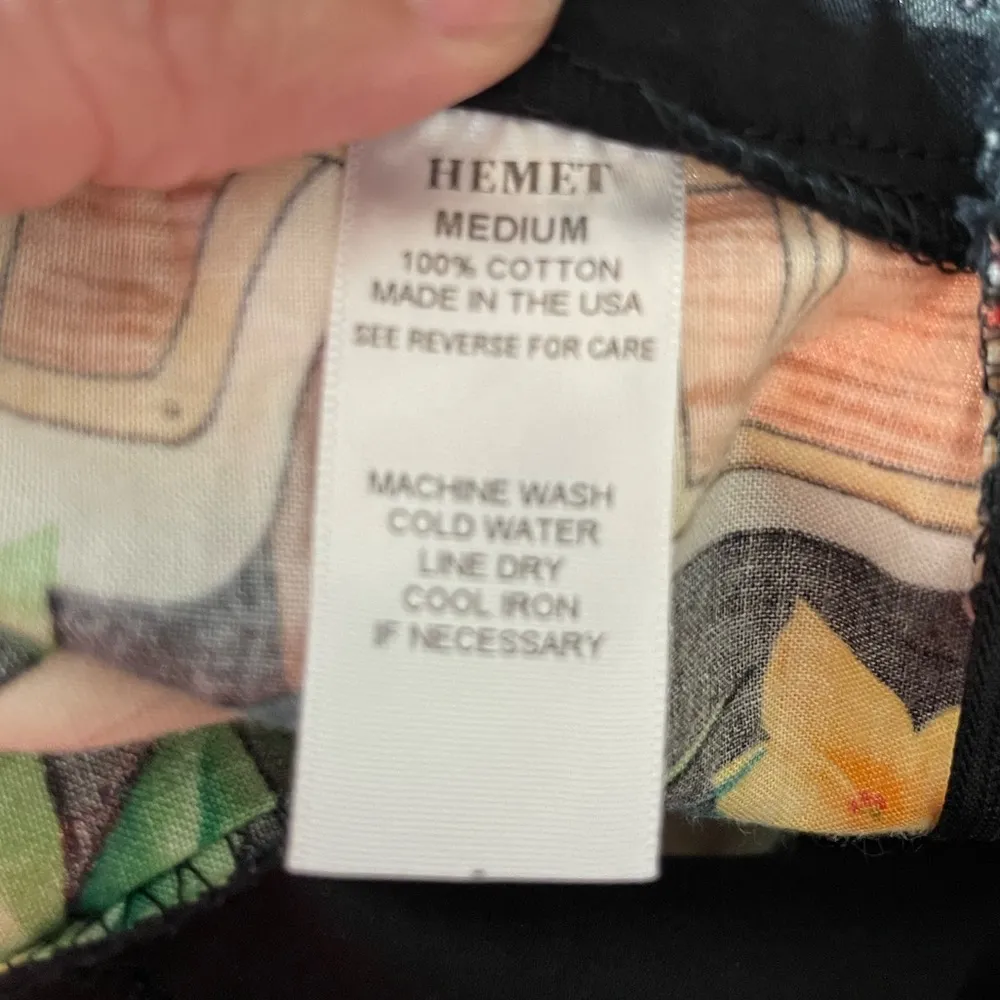 HEMET
MEDIUM
100% COTTON
MADE IN THE USA
SEE REVERSE FOR CARE
MACHINE WASH
COLD WATER
LINE DRY
COOL IRON
IF NECESSARY